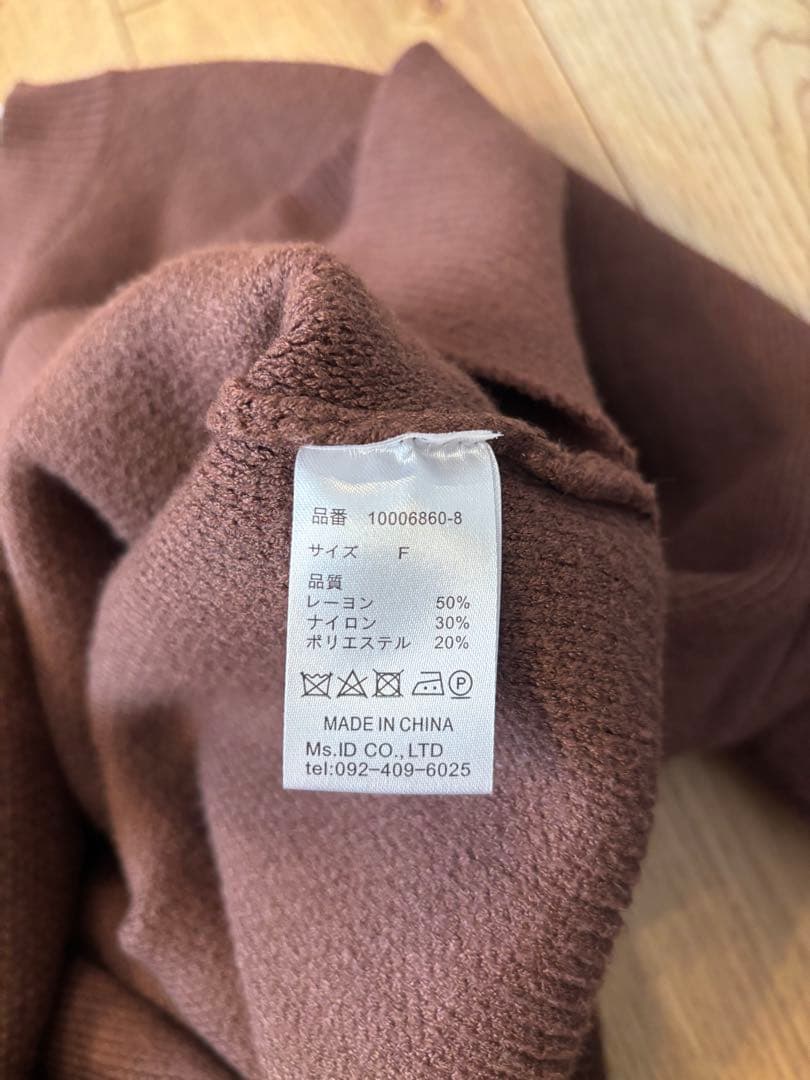 品番 10006860-8
サイズ F
品質
レーヨン 50%
ナイロン 30%
ポリエステル 20%
P
MADE IN CHINA
Ms.ID CO.,LTD
tel:092-409-6025